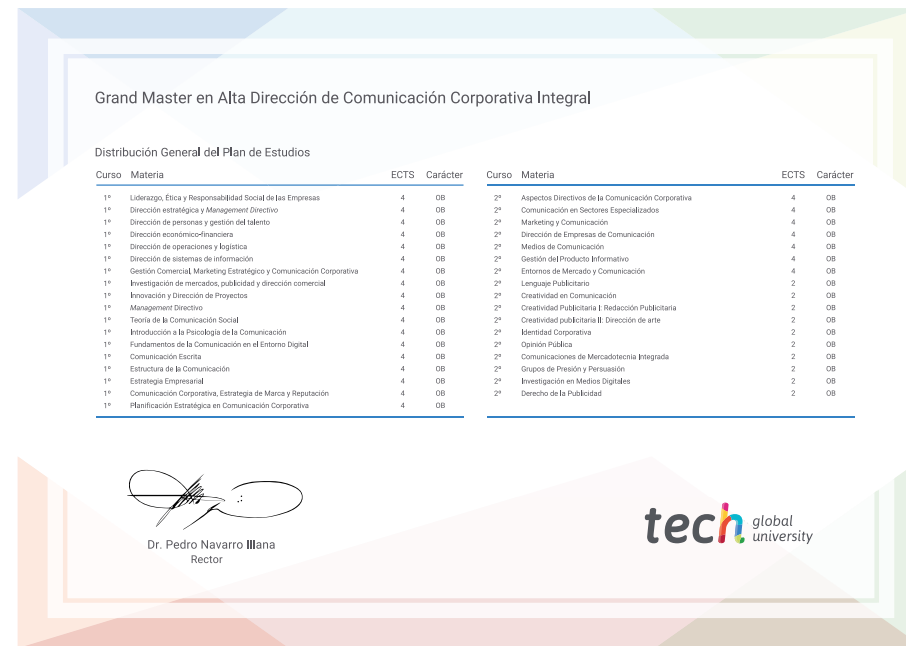 Grand Master en Alta Dirección de Comunicación Corporativa Integral
Distribución General del Plan de Estudios
Curso Materia ECTS Carácter
1º Liderazgo, Ética y Responsabilidad Social de las Empresas 4 OB
1º Dirección estratégica y Management Directivo 4 OB
1º Dirección de personas y gestión del talento 4 OB
1º Dirección económico-financiera 4 OB
1º Dirección de operaciones y logística 4 OB
1º Dirección de sistemas de información 4 OB
1º Gestión Comercial, Marketing Estratégico y Comunicación Corporativa 4 OB
1º Investigación de mercados, publicidad y dirección comercial 4 OB
1º Innovación y Dirección de Proyectos 4 OB
1º Management Directivo 4 OB
1º Teoría de la Comunicación Social 4 OB
1º Introducción a la Psicología de la Comunicación 4 OB
1º Fundamentos de la Comunicación en el Entorno Digital 4 OB
1º Comunicación Escrita 4 OB
1º Estructura de la Comunicación 4 OB
1º Estrategia Empresarial 4 OB
1º Comunicación Corporativa, Estrategia de Marca y Reputación 4 OB
1º Planificación Estratégica en Comunicación Corporativa 4 OB
Curso Materia ECTS Carácter
2º Aspectos Directivos de la Comunicación Corporativa 4 OB
2º Comunicación en Sectores Especializados 4 OB
2º Marketing y Comunicación 4 OB
2º Dirección de Empresas de Comunicación 4 OB
2º Medios de Comunicación 4 OB
2º Gestión del Producto Informativo 4 OB
2º Entornos de Mercado y Comunicación 4 OB
2º Lenguaje Publicitario 2 OB
2º Creatividad en Comunicación 2 OB
2º Creatividad Publicitaria I: Redacción Publicitaria 2 OB
2º Creatividad publicitaria II: Dirección de arte 2 OB
2º Identidad Corporativa 2 OB
2º Opinión Pública 2 OB
2º Comunicaciones de Mercadotecnia Integrada 2 OB
2º Grupos de Presión y Persuasión 2 OB
2º Investigación en Medios Digitales 2 OB
2º Derecho de la Publicidad 2 OB
Dr. Pedro Navarro Illana
Rector
tech global
university